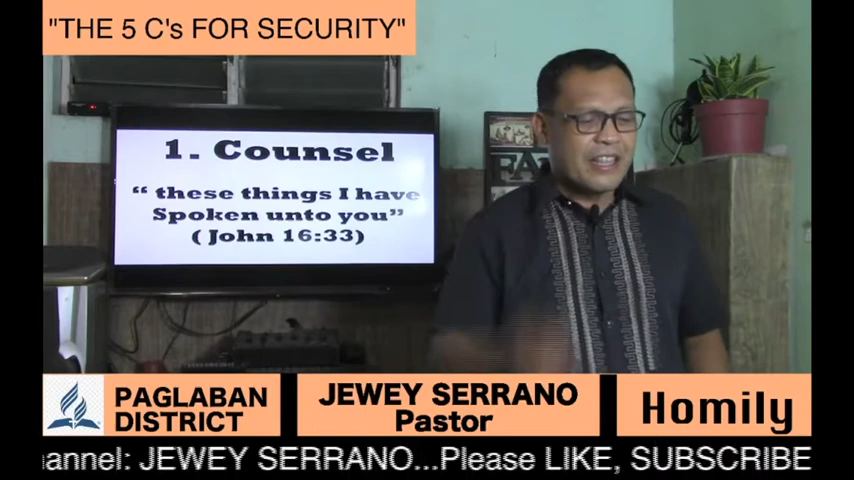 "THE 5 C's FOR SECURITY"
1. Counsel
“ these things I have
Spoken unto you”
( John 16:33)
PAGLABAN
DISTRICT
JEWEY SERRANO
Pastor
Homily
annel: JEWEY SERRANO...Please LIKE, SUBSCRIBE